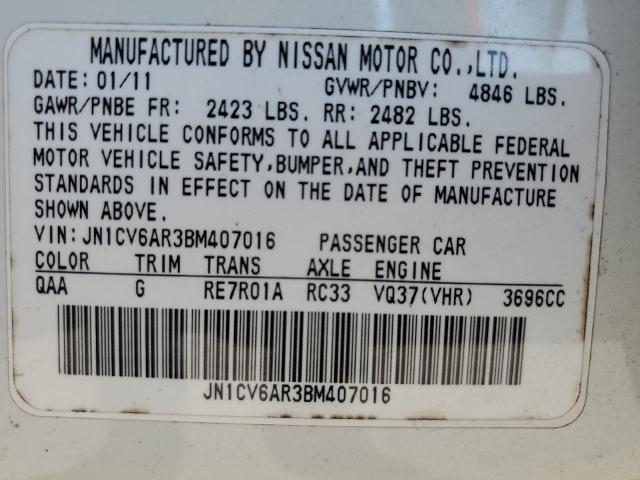 MANUFACTURED BY NISSAN MOTOR CO.,LTD.
DATE: 01/11 GVWR/PNBV: 4846 LBS.
GAWR/PNBE FR: 2423 LBS. RR: 2482 LBS.
THIS VEHICLE CONFORMS TO ALL APPLICABLE FEDERAL
MOTOR VEHICLE SAFETY,BUMPER,AND THEFT PREVENTION
STANDARDS IN EFFECT ON THE DATE OF MANUFACTURE
SHOWN ABOVE.
VIN:JN1CV6AR3BM407016 PASSENGER CAR
COLOR TRIM TRANS AXLE ENGINE
QAA G RE7R01A RC33 VQ37(VHR) 3696CC
JN1CV6AR3BM407016